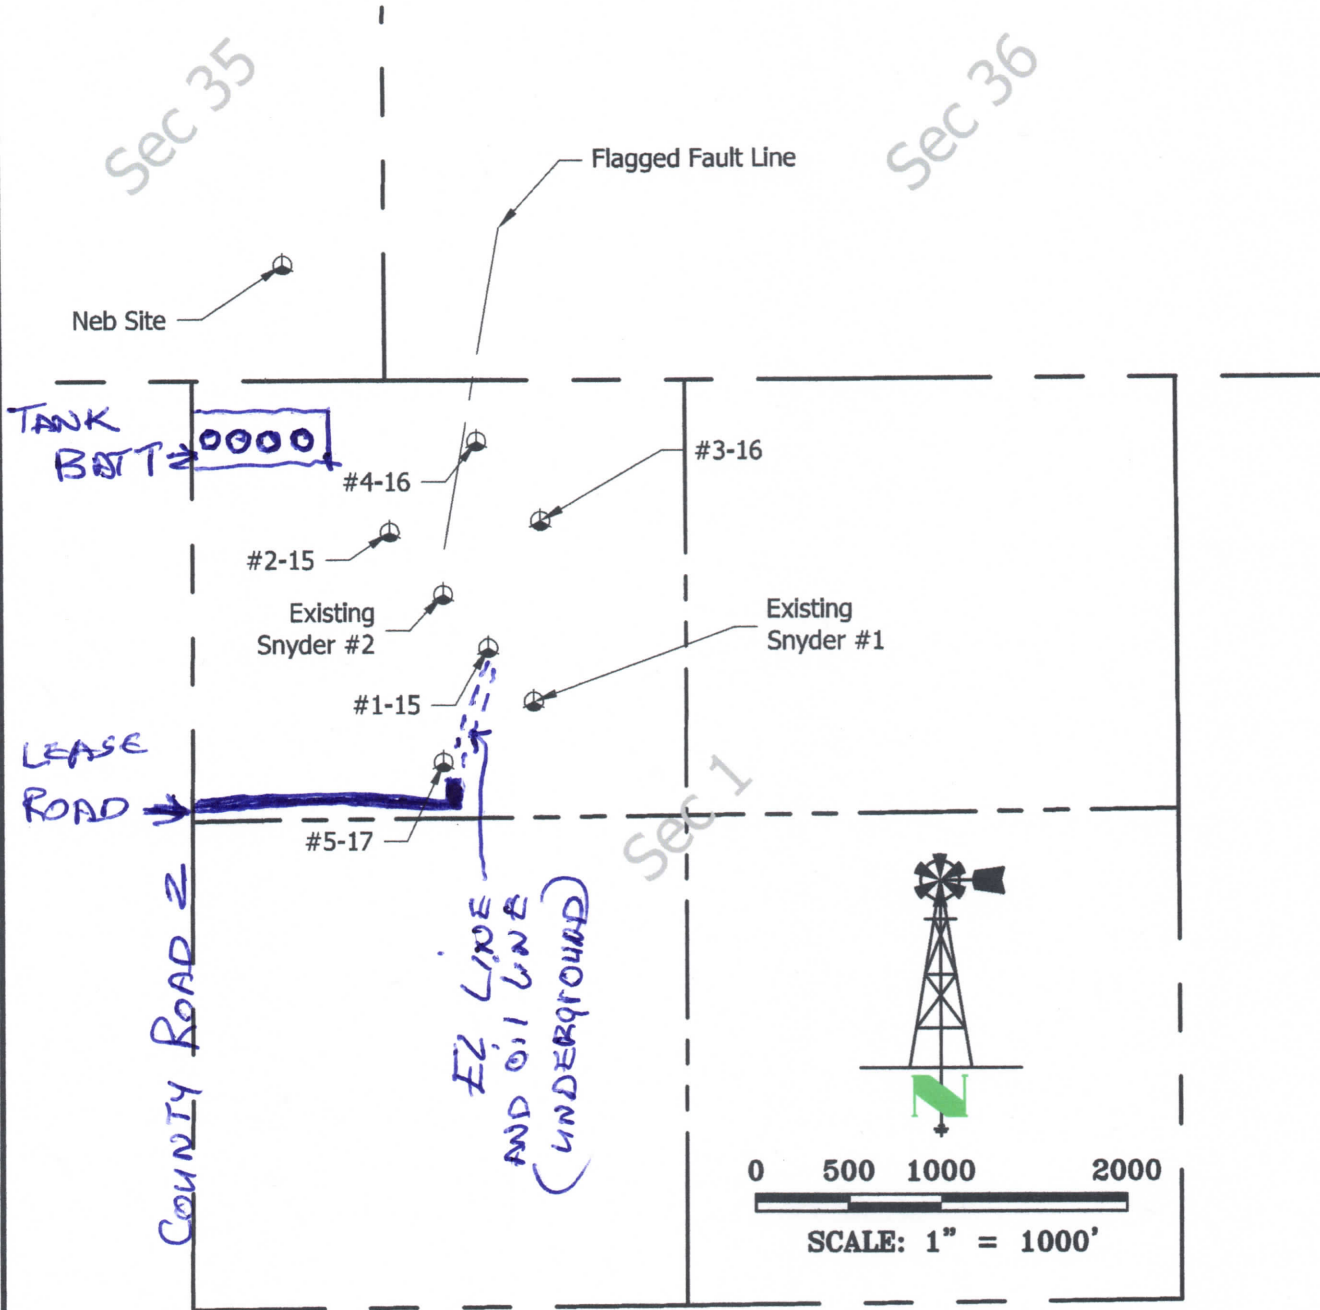 Sec 35
Sec 36
Flagged Fault Line
Neb Site
TANK
BATT
#4-16
#3-16
#2-15
Existing
Snyder #2
Existing
Snyder #1
#1-15
LEASE
ROAD
#5-17
Sec 1
COUNTY ROAD 2
EL LINE
AND Oil LINE
(UNDERgrOUND)
N
0 500 1000 2000
SCALE: 1" = 1000'